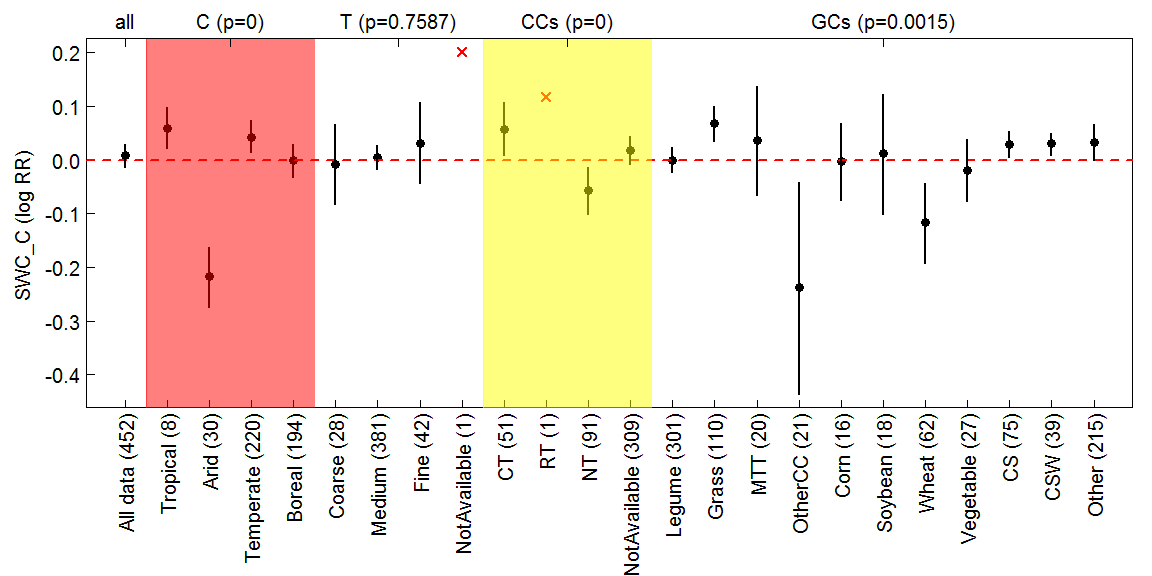 all
C (p=0)
T (p=0.7587)
CCs (p=0)
GCs (p=0.0015)
SWC_C (log RR)
0.2
0.1
0.0
-0.1
-0.2
-0.3
-0.4
All data (452)
Tropical (8)
Arid (30)
Temperate (220)
Boreal (194)
Coarse (28)
Medium (381)
Fine (42)
NotAvailable (1)
CT (51)
RT (1)
NT (91)
NotAvailable (309)
Legume (301)
Grass (110)
MTT (20)
OtherCC (21)
Corn (16)
Soybean (18)
Wheat (62)
Vegetable (27)
CS (75)
CSW (39)
Other (215)